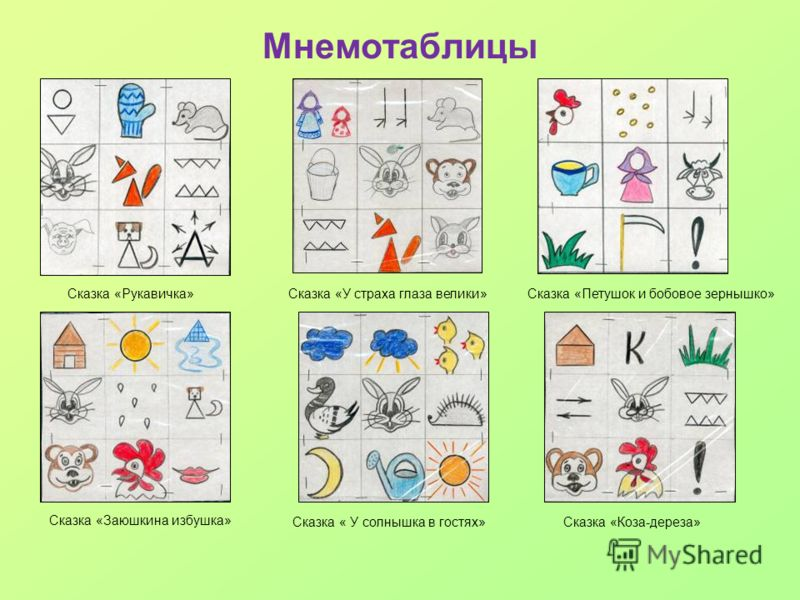 Мнемотаблицы
Сказка «Рукавичка»
Сказка «У страха глаза велики»
Сказка «Петушок и бобовое зернышко»
К
Сказка «Заюшкина избушка»
Сказка « У солнышка в гостях»
Сказка «Коза-дереза»
MyShared